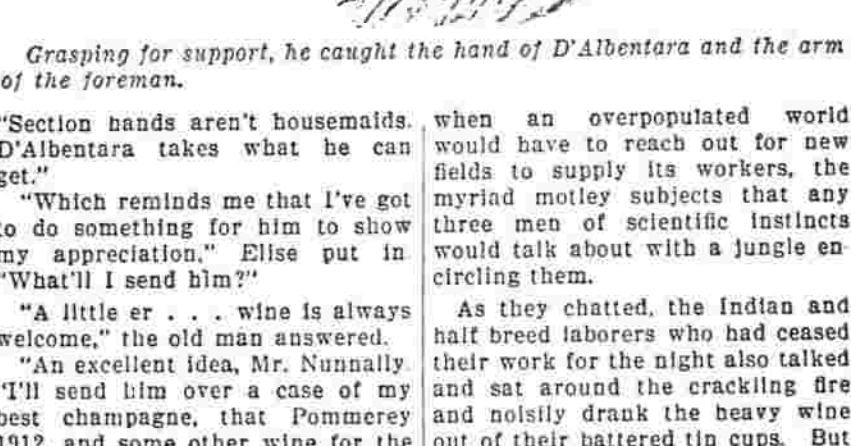 Grasping for support, he caught the hand of D'Albentara and the arm
of the foreman.
"Section hands aren't housemaids.
D'Albentara takes what he can
get."
"Which reminds me that I've got
to do something for him to show
my appreciation," Elise put in
"What'll I send him?"
"A little er . . . wine is always
welcome," the old man answered.
"An excellent idea, Mr. Nunnally.
"I'll send him over a case of my
best champagne, that Pommerey
1912, and some other wine for the
when an overpopulated world
would have to reach out for new
fields to supply its workers, the
myriad motley subjects that any
three men of scientific instincts
would talk about with a jungle en-
circling them.
As they chatted, the Indian and
half breed laborers who had ceased
their work for the night also talked
and sat around the crackling fire
and noisily drank the heavy wine
out of their battered tin cups. But